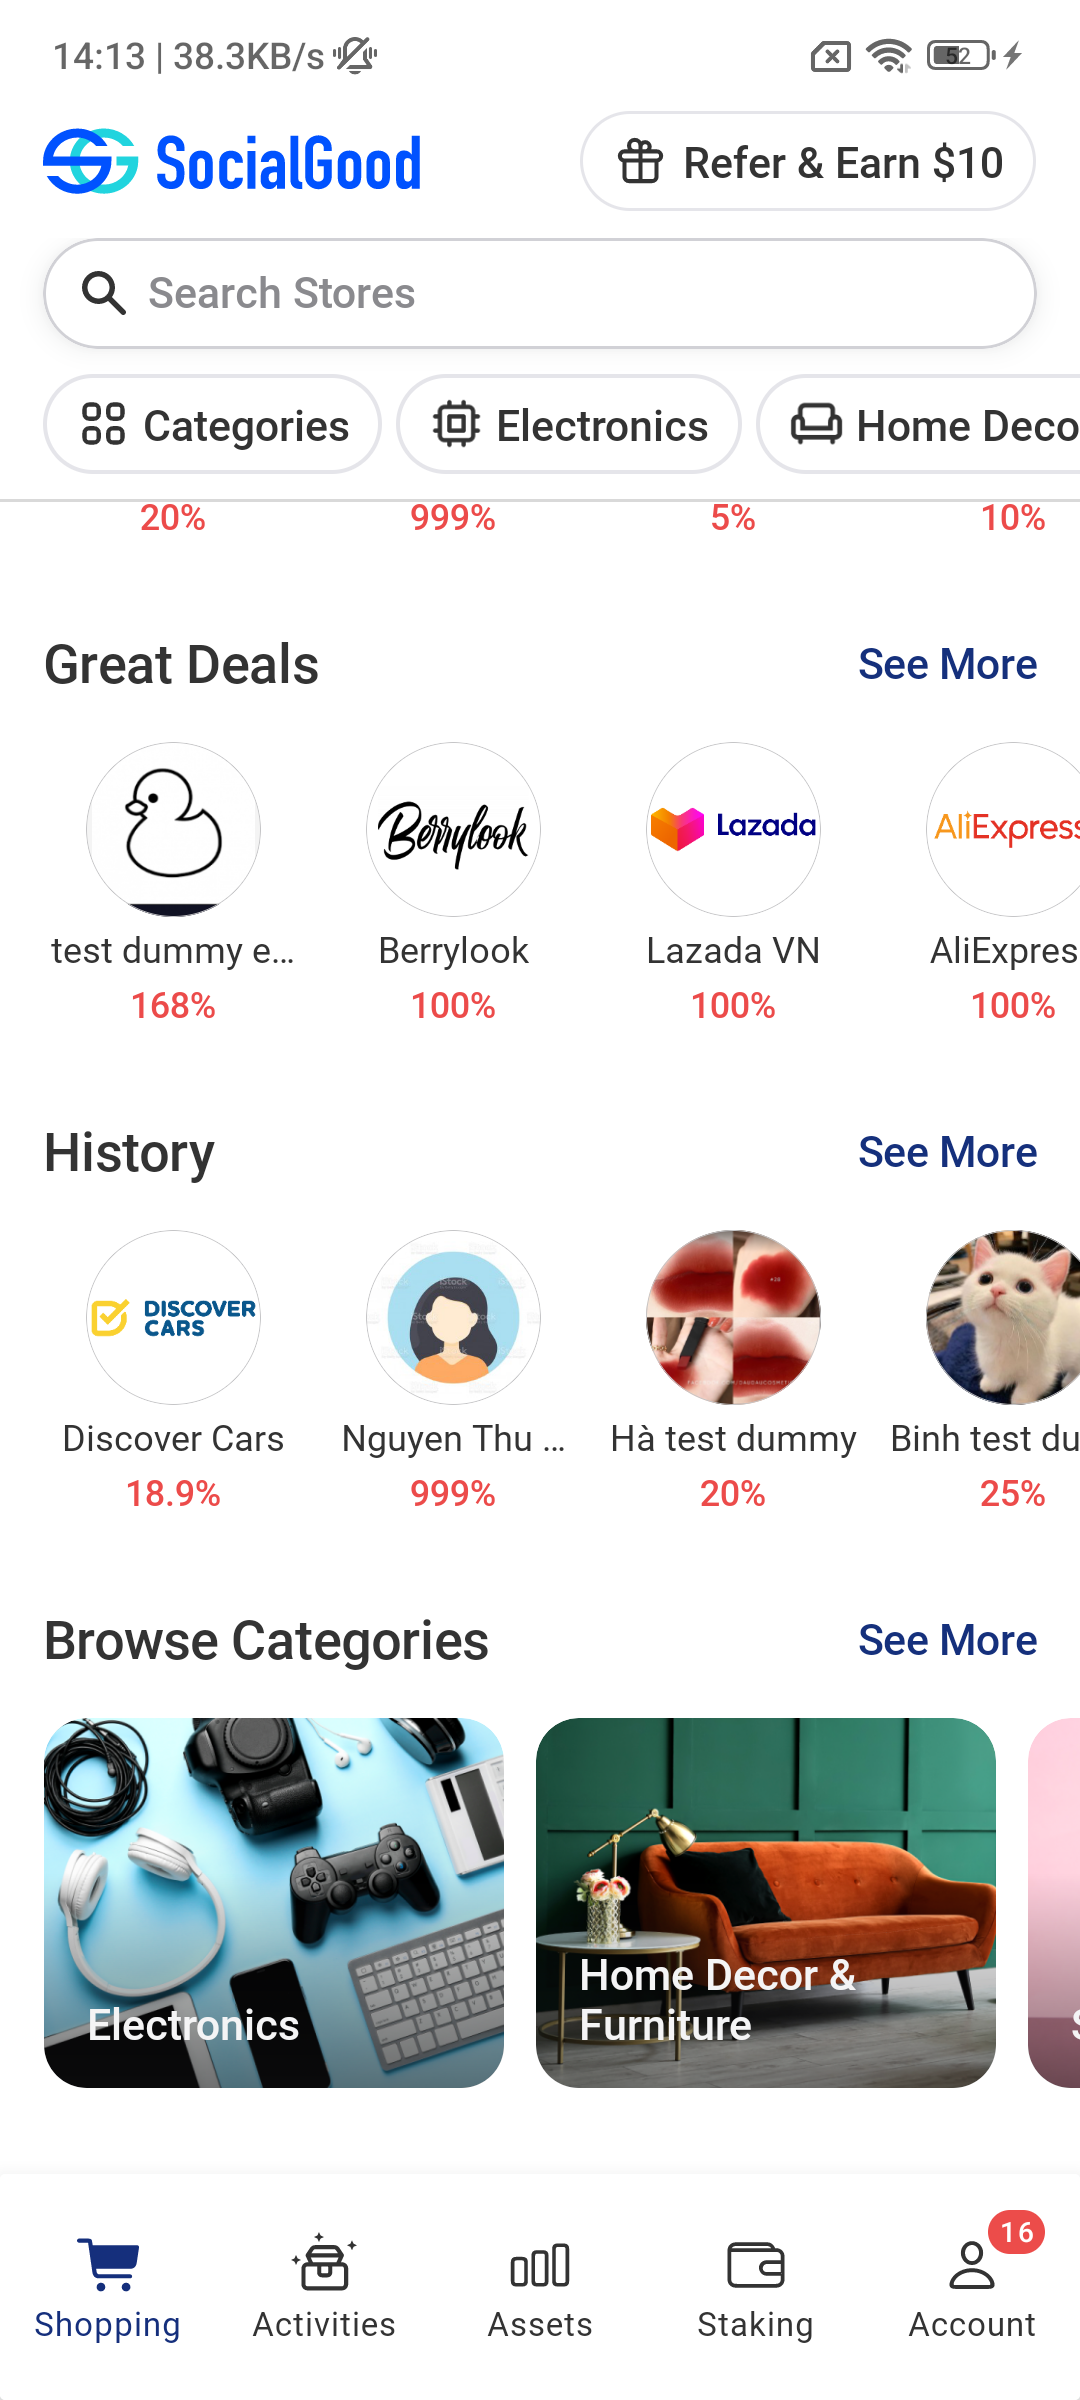 14:13 | 38.3KB/s
52
SocialGood
Refer & Earn $10
Search Stores
Categories
Electronics
Home Deco
20%
999%
5%
10%
Great Deals
See More
Berrylook
Lazada
AliExpress
test dummy e...
Berrylook
Lazada VN
AliExpres
168%
100%
100%
100%
History
See More
DISCOVER
CARS
iStock
Discover Cars
Nguyen Thu ...
Hà test dummy
Binh test du
18.9%
999%
20%
25%
Browse Categories
See More
Electronics
Home Decor &
Furniture
S
16
Shopping
Activities
Assets
Staking
Account